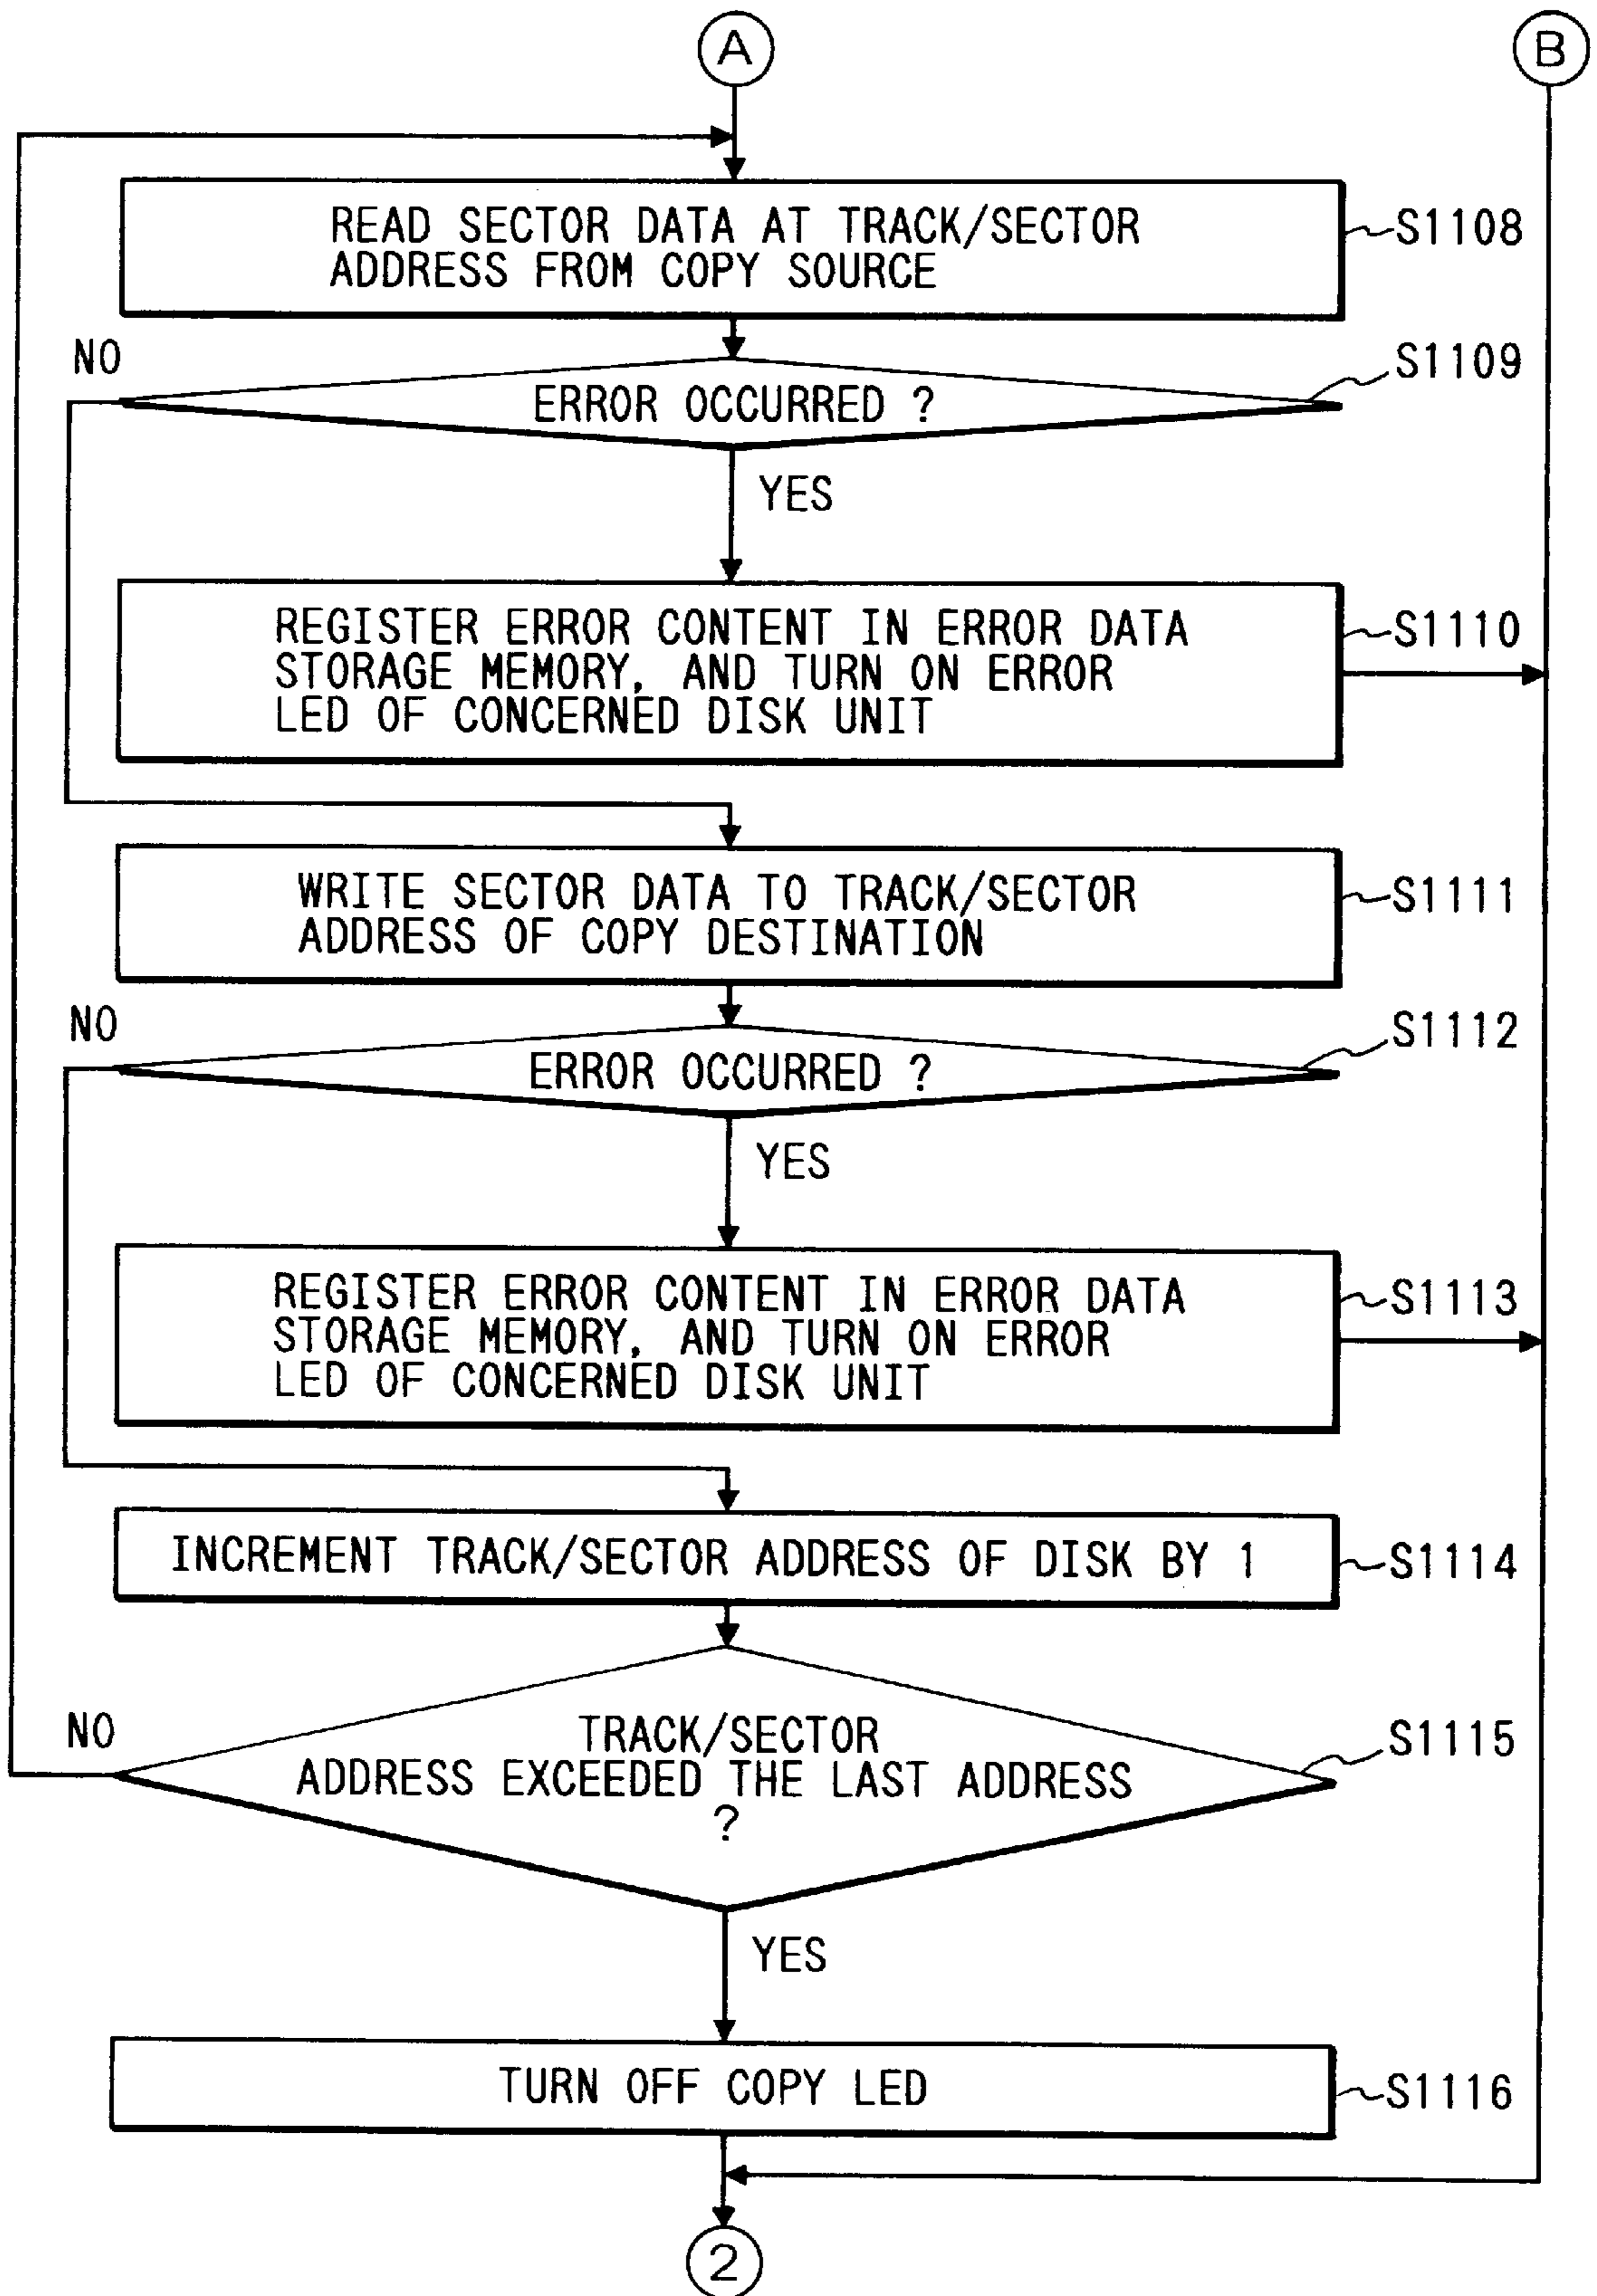 A
B
READ SECTOR DATA AT TRACK/SECTOR
ADDRESS FROM COPY SOURCE
S1108
NO
ERROR OCCURRED ?
S1109
YES
REGISTER ERROR CONTENT IN ERROR DATA
STORAGE MEMORY, AND TURN ON ERROR
LED OF CONCERNED DISK UNIT
S1110
WRITE SECTOR DATA TO TRACK/SECTOR
ADDRESS OF COPY DESTINATION
S1111
NO
ERROR OCCURRED ?
S1112
YES
REGISTER ERROR CONTENT IN ERROR DATA
STORAGE MEMORY, AND TURN ON ERROR
LED OF CONCERNED DISK UNIT
S1113
INCREMENT TRACK/SECTOR ADDRESS OF DISK BY 1
S1114
NO
TRACK/SECTOR
ADDRESS EXCEEDED THE LAST ADDRESS
?
S1115
YES
TURN OFF COPY LED
S1116
2